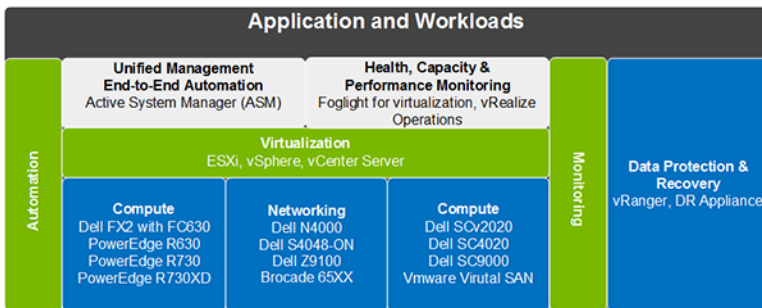 Application and Workloads
Automation
Unified Management
End-to-End Automation
Active System Manager (ASM)
Health, Capacity &
Performance Monitoring
Foglight for virtualization, vRealize
Operations
Virtualization
ESXi, vSphere, vCenter Server
Compute
Dell FX2 with FC630
PowerEdge R630
PowerEdge R730
PowerEdge R730XD
Networking
Dell N4000
Dell S4048-ON
Dell Z9100
Brocade 65XX
Compute
Dell SCv2020
Dell SC4020
Dell SC9000
Vmware Virutal SAN
Monitoring
Data Protection &
Recovery
vRanger, DR Appliance